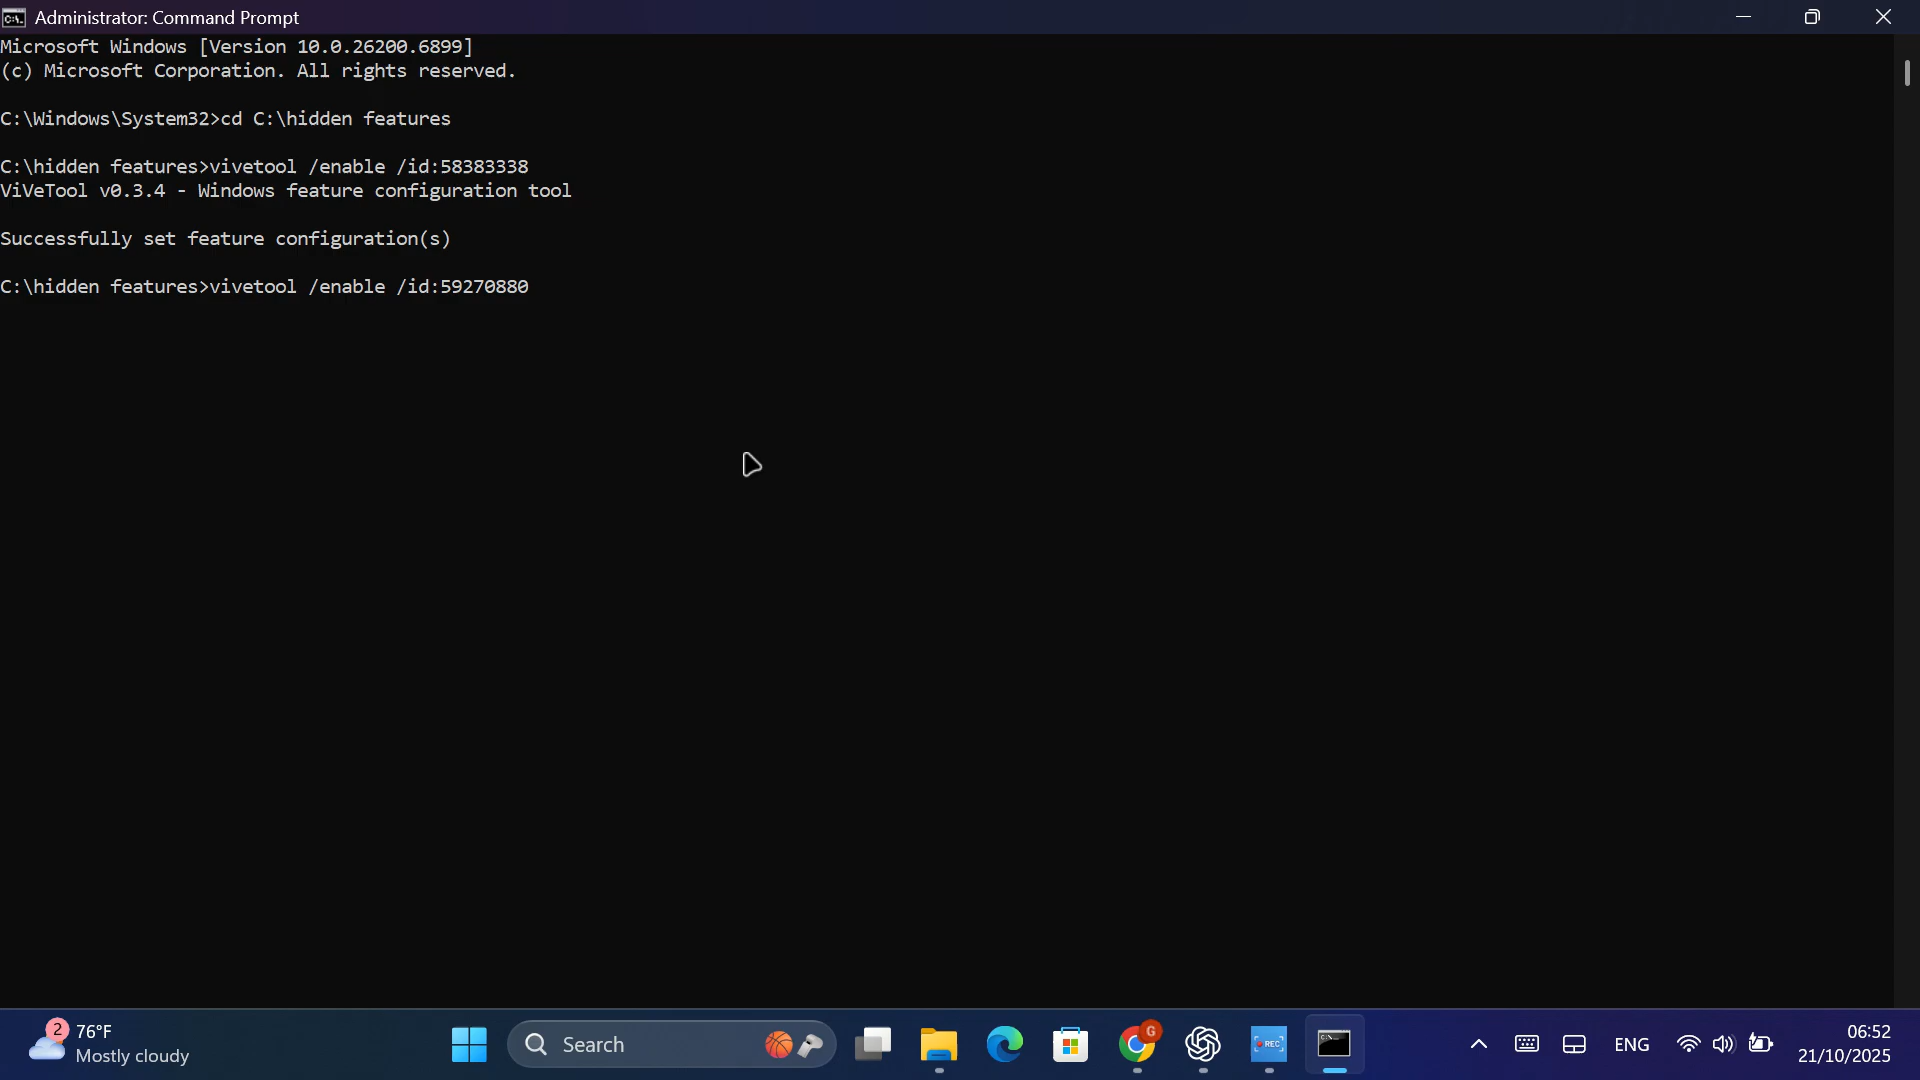 Administrator: Command Prompt
Microsoft Windows [Version 10.0.26200.6899]
(c) Microsoft Corporation. All rights reserved.
C:\Windows\System32>cd C:\hidden features
C:\hidden features>vivetool /enable /id:58383338
ViVeTool v0.3.4 - Windows feature configuration tool
Successfully set feature configuration(s)
C:\hidden features>vivetool /enable /id:59270880
2
76°F
Mostly cloudy
Search
G
REC
ENG
06:52
21/10/2025